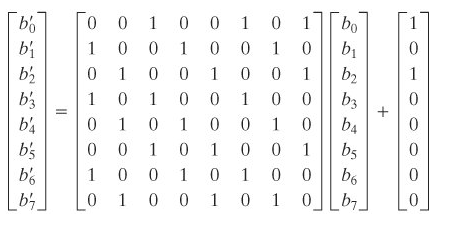 b′0 0 0 1 0 0 1 0 1 b0 1
b′1 1 0 0 1 0 0 1 0 b1 0
b′2 0 1 0 0 1 0 0 1 b2 1
b′3 = 1 0 1 0 0 1 0 0 b3 + 0
b′4 0 1 0 1 0 0 1 0 b4 0
b′5 0 0 1 0 1 0 0 1 b5 0
b′6 1 0 0 1 0 1 0 0 b6 0
b′7 0 1 0 0 1 0 1 0 b7 0